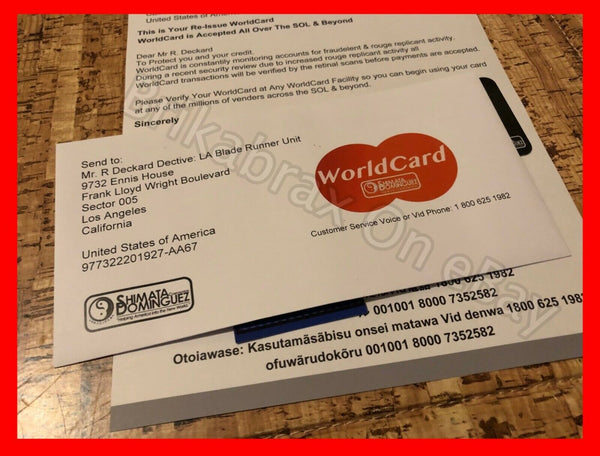 United States of America
This is Your Re-Issue WorldCard
WorldCard is Accepted All Over The SOL & Beyond
Dear Mr R. Deckard
To Protect you and your credit.
WorldCard is constantly monitoring accounts for fraudelent & rouge replicant activity.
During a recent security review due to increased rouge replicant activity all
WorldCard transactions will be verified by the retinal scans before payments are accepted.
Please Verify Your WorldCard at Any WorldCard Facility so you can begin using your card
at any of the millions of venders across the SOL & beyond.
Sincerely
Send to:
Mr. R Deckard Dective: LA Blade Runner Unit
9732 Ennis House
Frank Lloyd Wright Boulevard
Sector 005
Los Angeles
California
United States of America
977322201927-AA67
WorldCard
SHIMATA
DOMINGUEZ
Customer Service Voice or Vid Phone: 1 800 625 1982
SHIMATA
DOMINGUEZ
Helping America into the New World
1800 625 1982
001001 8000 7352582
Otoiawase: Kasutamāsābisu onsei matawa Vid denwa 1800 625 1982
ofuwārudokōru 001001 8000 7352582
On eBay